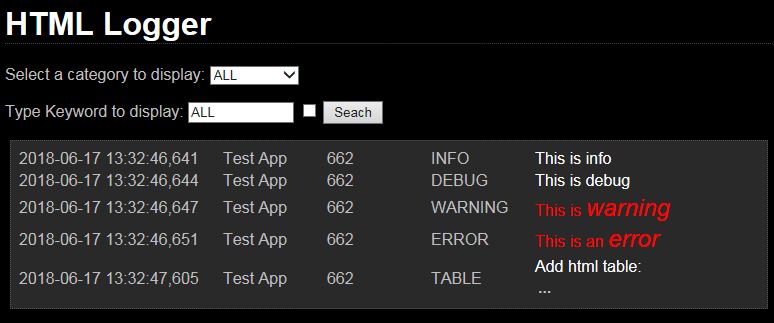 HTML Logger
Select a category to display: ALL
Type Keyword to display: ALL Seach
2018-06-17 13:32:46,641 Test App 662 INFO This is info
2018-06-17 13:32:46,644 Test App 662 DEBUG This is debug
2018-06-17 13:32:46,647 Test App 662 WARNING This is warning
2018-06-17 13:32:46,651 Test App 662 ERROR This is an error
2018-06-17 13:32:47,605 Test App 662 TABLE Add html table:
...